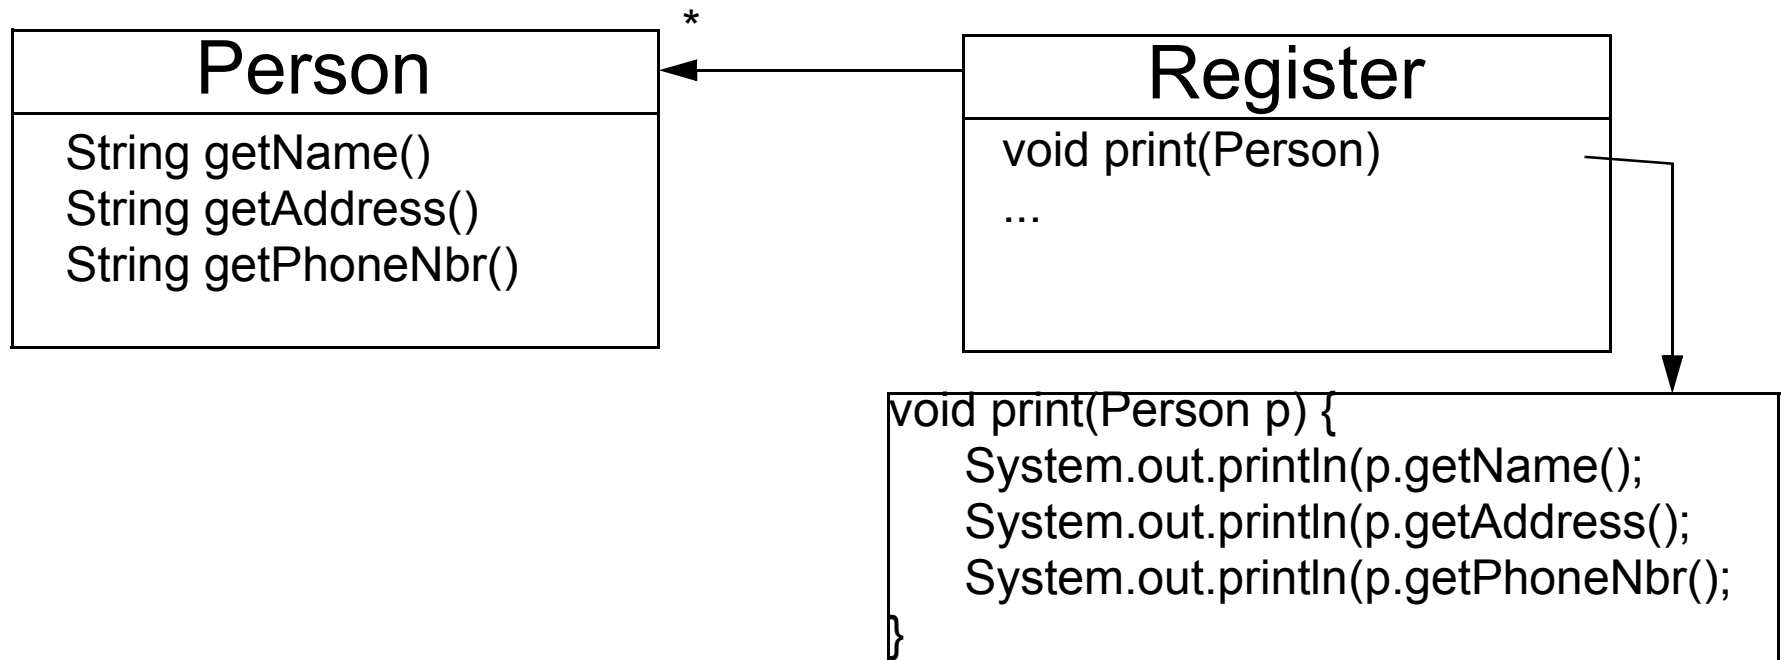 *
Person
String getName()
String getAddress()
String getPhoneNbr()
Register
void print(Person)
...
void print(Person p) {
System.out.println(p.getName();
System.out.println(p.getAddress();
System.out.println(p.getPhoneNbr();
}